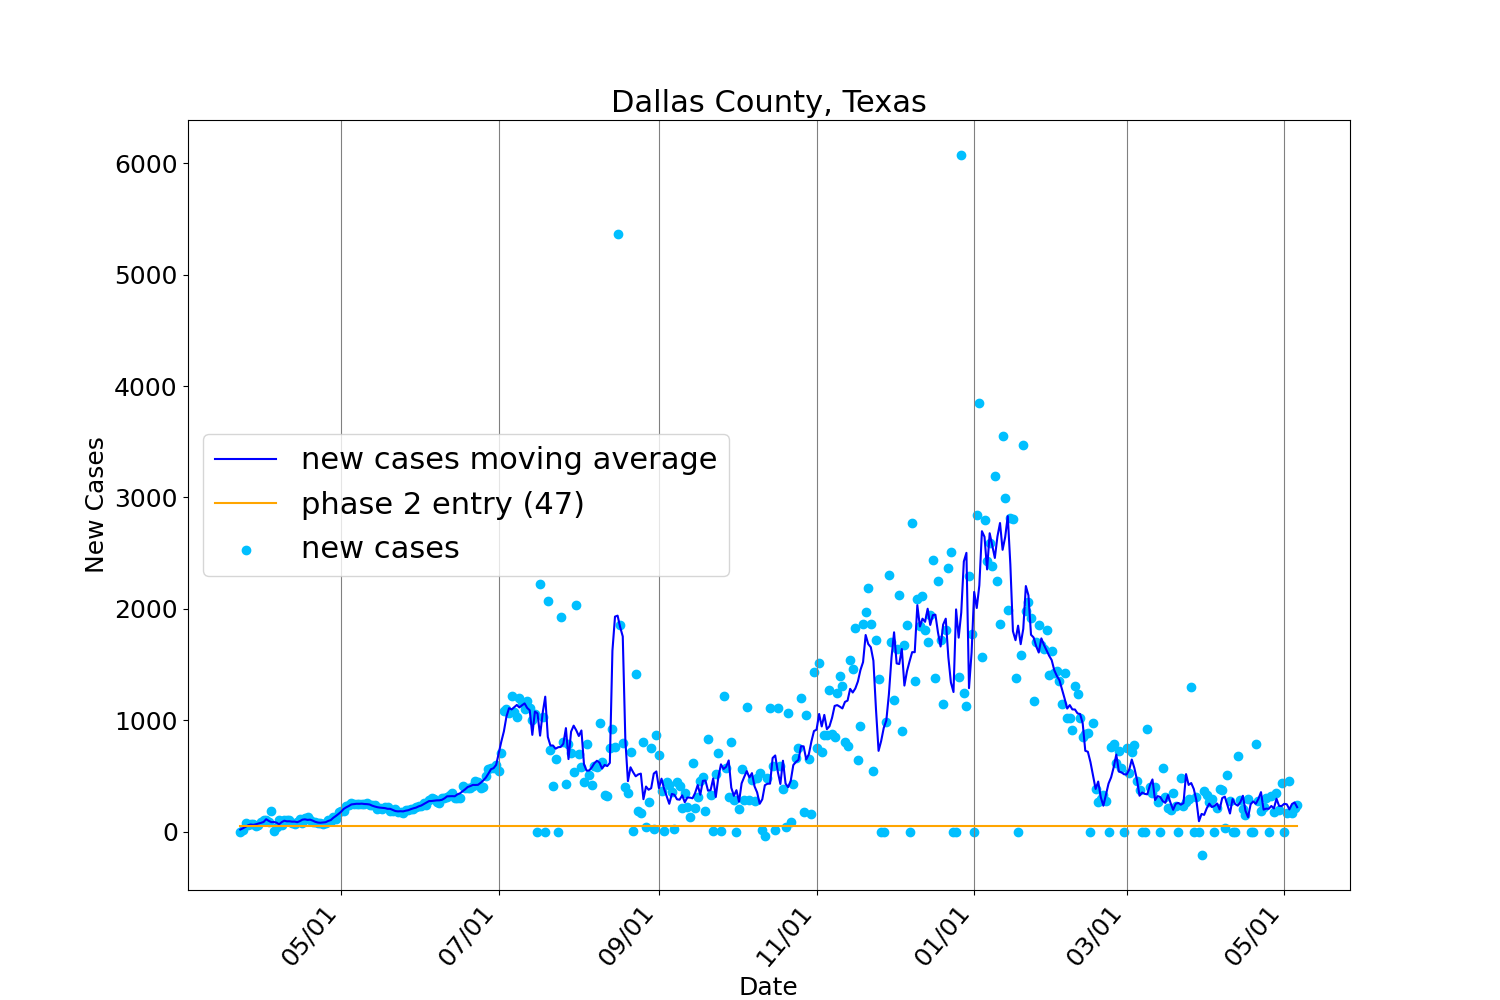 Dallas County, Texas
6000
5000
4000
3000
2000
1000
0
New Cases
new cases moving average
phase 2 entry (47)
new cases
05/01
07/01
09/01
11/01
01/01
03/01
05/01
Date